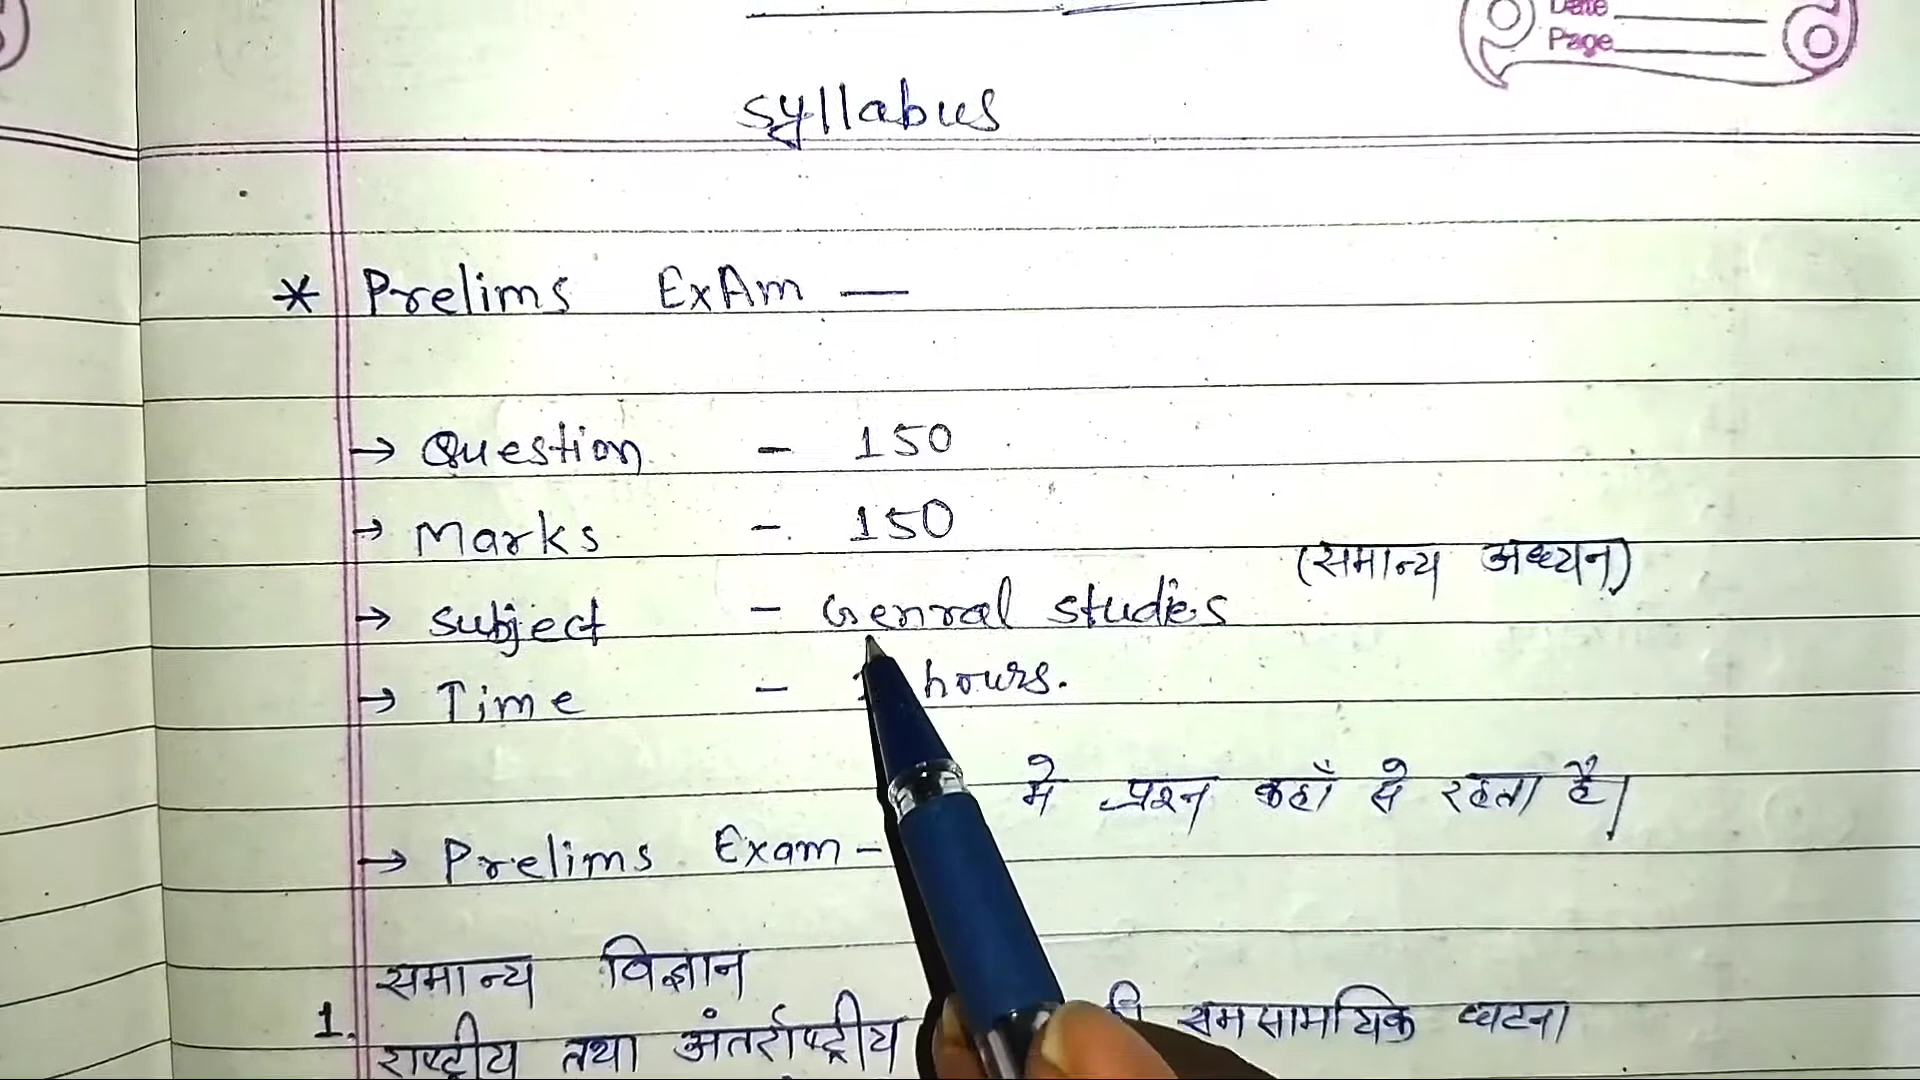 Date
Page
syllabus
* Prelims ExAm —
→ Question - 150
→ Marks - 150
(समान्य अध्यन)
→ subject - Genral studies
→ Time - hours.
मे प्रश्न कहाँ से रहता है।
→ Prelims Exam -
समान्य विज्ञान
1. राष्ट्रीय तथा अंतर्राष्ट्रीय समसामयिक घटना